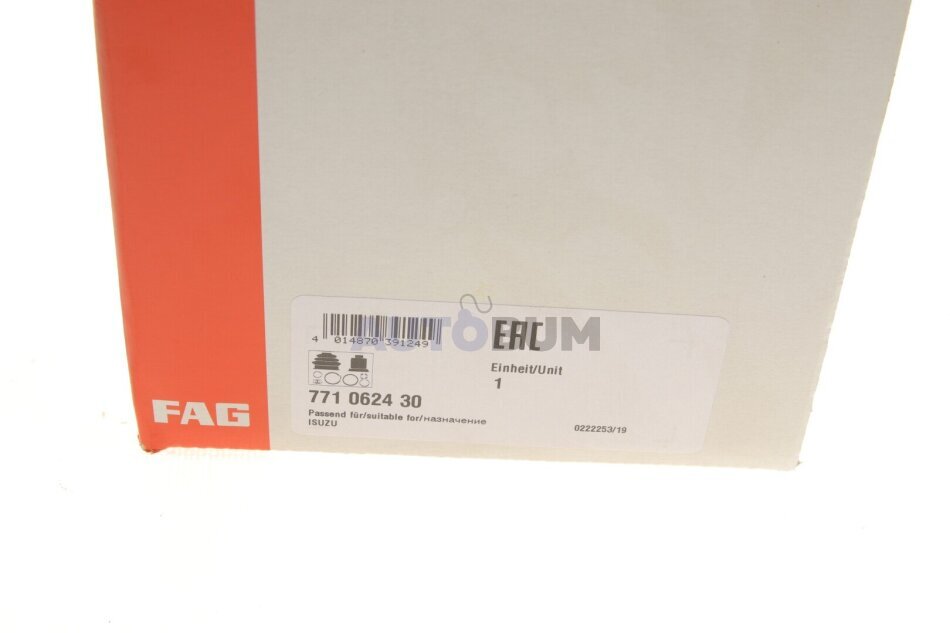 AUTOBUM
4 014870 391249
EAC
Einheit/Unit
1
771 0624 30
Passend für/suitable for/назначение
ISUZU
0222253/19
FAG